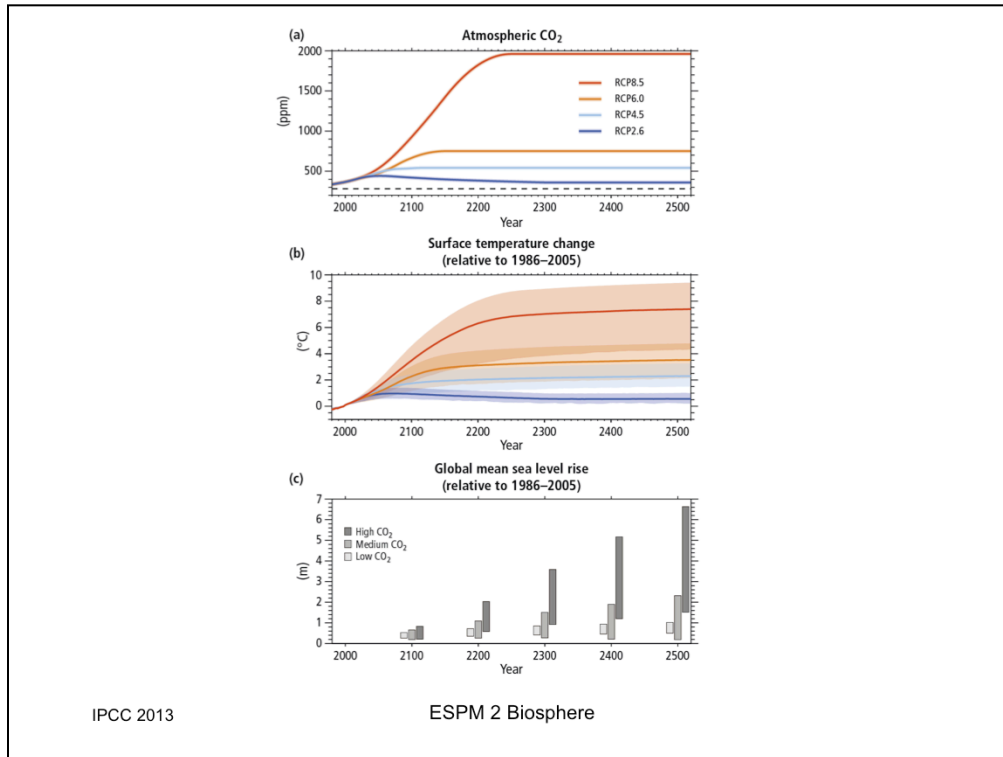 (a)
Atmospheric CO₂
2000
1500
1000
500
(ppm)
RCP8.5
RCP6.0
RCP4.5
RCP2.6
2000 2100 2200 2300 2400 2500
Year
(b)
Surface temperature change
(relative to 1986–2005)
10
8
6
4
2
0
(°C)
2000 2100 2200 2300 2400 2500
Year
(c)
Global mean sea level rise
(relative to 1986–2005)
7
6
5
4
3
2
1
0
(m)
High CO₂
Medium CO₂
Low CO₂
2000 2100 2200 2300 2400 2500
Year
IPCC 2013
ESPM 2 Biosphere